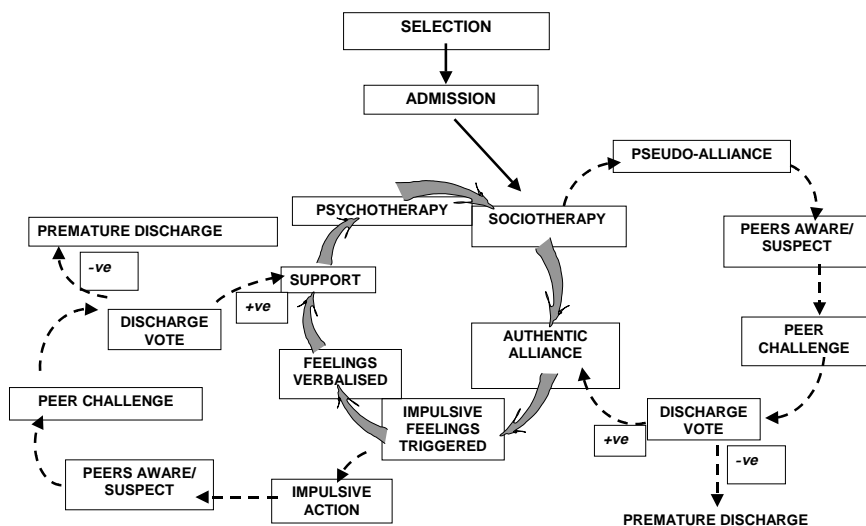 SELECTION
ADMISSION
PSEUDO-ALLIANCE
PSYCHOTHERAPY
SOCIOTHERAPY
PREMATURE DISCHARGE
PEERS AWARE/
SUSPECT
-ve
SUPPORT
+ve
DISCHARGE
VOTE
AUTHENTIC
ALLIANCE
PEER
CHALLENGE
FEELINGS
VERBALISED
PEER CHALLENGE
IMPULSIVE
FEELINGS
TRIGGERED
DISCHARGE
VOTE
+ve
-ve
PEERS AWARE/
SUSPECT
IMPULSIVE
ACTION
PREMATURE DISCHARGE